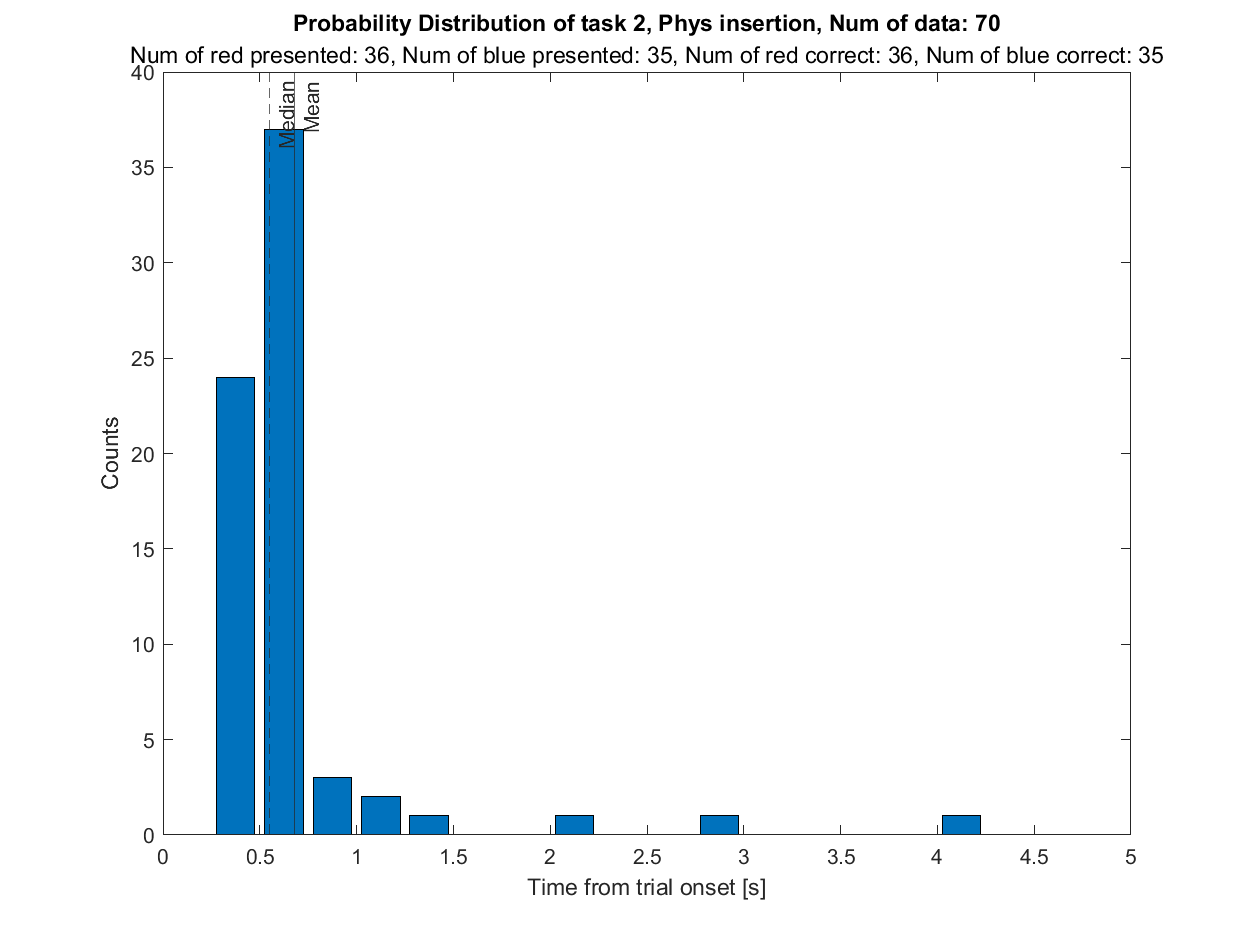 Probability Distribution of task 2, Phys insertion, Num of data: 70
Num of red presented: 36, Num of blue presented: 35, Num of red correct: 36, Num of blue correct: 35
40
35
30
25
20
15
10
5
0
Counts
Median
Mean
0 0.5 1 1.5 2 2.5 3 3.5 4 4.5 5
Time from trial onset [s]